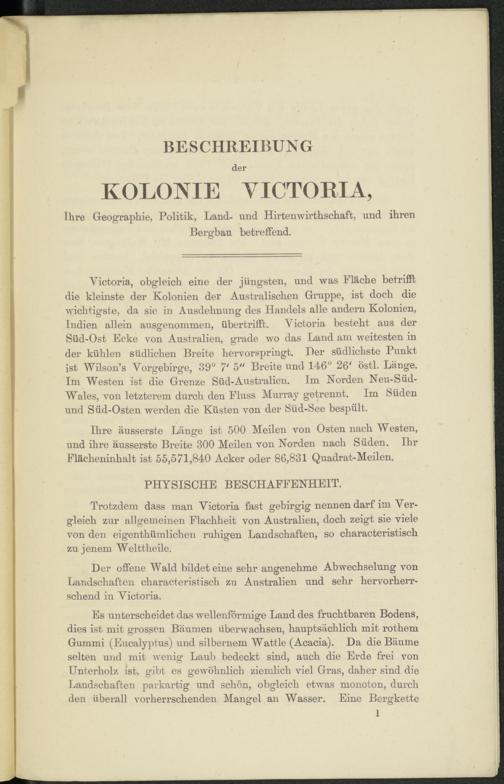 BESCHREIBUNG
der
KOLONIE VICTORIA,
Ihre Geographie, Politik, Land- und Hirtenwirthschaft, und ihren
Bergbau betreffend.
Victoria, obgleich eine der jüngsten, und was Fläche betrifft
die kleinste der Kolonien der Australischen Gruppe, ist doch die
wichtigste, da sie in Ausdehnung des Handels alle andern Kolonien,
Indien allein ausgenommen, übertrifft. Victoria besteht aus der
Süd-Ost Ecke von Australien, grade wo das Land am weitesten in
der kühlen südlichen Breite hervorspringt. Der südlichste Punkt
ist Wilson's Vorgebirge, 39° 7′ 5″ Breite und 146° 26′ östl. Länge.
Im Westen ist die Grenze Süd-Australien. Im Norden Neu-Süd-
Wales, von letzterem durch den Fluss Murray getrennt. Im Süden
und Süd-Osten werden die Küsten von der Süd-See bespült.
Ihre äusserste Länge ist 500 Meilen von Osten nach Westen,
und ihre äusserste Breite 300 Meilen von Norden nach Süden. Ihr
Flächeninhalt ist 55,571,840 Acker oder 86,831 Quadrat-Meilen.
PHYSISCHE BESCHAFFENHEIT.
Trotzdem dass man Victoria fast gebirgig nennen darf im Ver-
gleich zur allgemeinen Flachheit von Australien, doch zeigt sie viele
von den eigenthümlichen ruhigen Landschaften, so characteristisch
zu jenem Welttheile.
Der offene Wald bildet eine sehr angenehme Abwechselung von
Landschaften characteristisch zu Australien und sehr hervorherr-
schend in Victoria.
Es unterscheidet das wellenförmige Land des fruchtbaren Bodens,
dies ist mit grossen Bäumen überwachsen, hauptsächlich mit rothem
Gummi (Eucalyptus) und silbernem Wattle (Acacia). Da die Bäume
selten und mit wenig Laub bedeckt sind, auch die Erde frei von
Unterholz ist, gibt es gewöhnlich ziemlich viel Gras, daher sind die
Landschaften parkartig und schön, obgleich etwas monoton, durch
den überall vorherrschenden Mangel an Wasser. Eine Bergkette
1